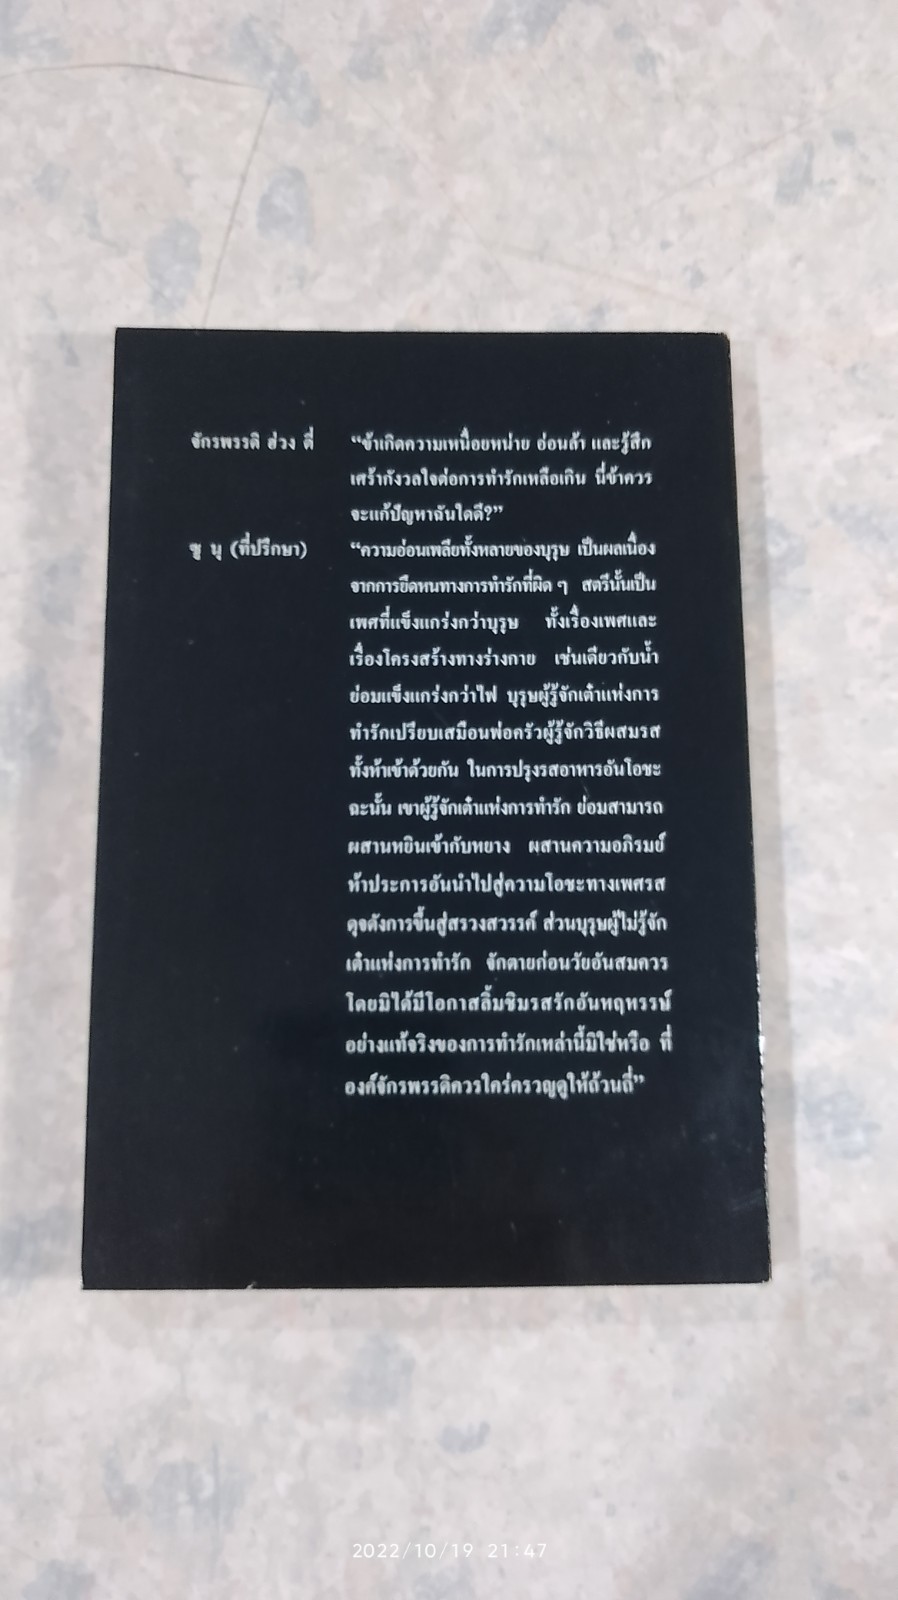 จักรพรรดิ ฮ่วง ตี่ “ข้าเกิดความเหนื่อยหน่าย อ่อนล้า และรู้สึก
เศร้ากังวลใจต่อการทำรักเหลือเกิน นี่ข้าควร
จะแก้ปัญหาฉันใดดี?”
ซู นุ (ที่ปรึกษา) “ความอ่อนเพลียทั้งหลายของบุรุษ เป็นผลเนื่อง
จากการยึดหนทางการทำรักที่ผิด ๆ สตรีนั้นเป็น
เพศที่แข็งแกร่งกว่าบุรุษ ทั้งเรื่องเพศและ
เรื่องโครงสร้างทางร่างกาย เช่นเดียวกับน้ำ
ย่อมแข็งแกร่งกว่าไฟ บุรุษผู้รู้จักเต๋าแห่งการ
ทำรักเปรียบเสมือนพ่อครัวผู้รู้จักวิธีผสมรส
ทั้งห้าเข้าด้วยกัน ในการปรุงรสอาหารอันโอชะ
ฉะนั้น เขาผู้รู้จักเต๋าแห่งการทำรัก ย่อมสามารถ
ผสานหยินเข้ากับหยาง ผสานความอภิรมย์
ห้าประการอันนำไปสู่ความโอชะทางเพศรส
ดุจดังการขึ้นสู่สรวงสวรรค์ ส่วนบุรุษผู้ไม่รู้จัก
เต๋าแห่งการทำรัก จักตายก่อนวัยอันสมควร
โดยมิได้มีโอกาสลิ้มชิมรสรักอันหฤหรรษ์
อย่างแท้จริงของการทำรักเหล่านี้มิใช่หรือ ที่
องค์จักรพรรดิควรใคร่ครวญดูให้ถ้วนถี่”
2022/10/19 21:47